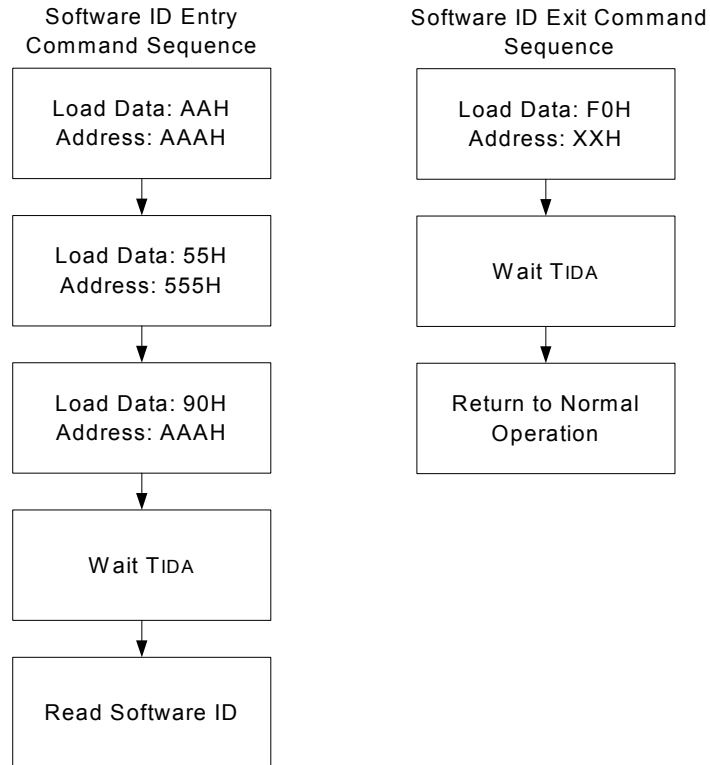 Software ID Entry
Command Sequence
Load Data: AAH
Address: AAAH
Load Data: 55H
Address: 555H
Load Data: 90H
Address: AAAH
Wait TIDA
Read Software ID
Software ID Exit Command
Sequence
Load Data: F0H
Address: XXH
Wait TIDA
Return to Normal
Operation